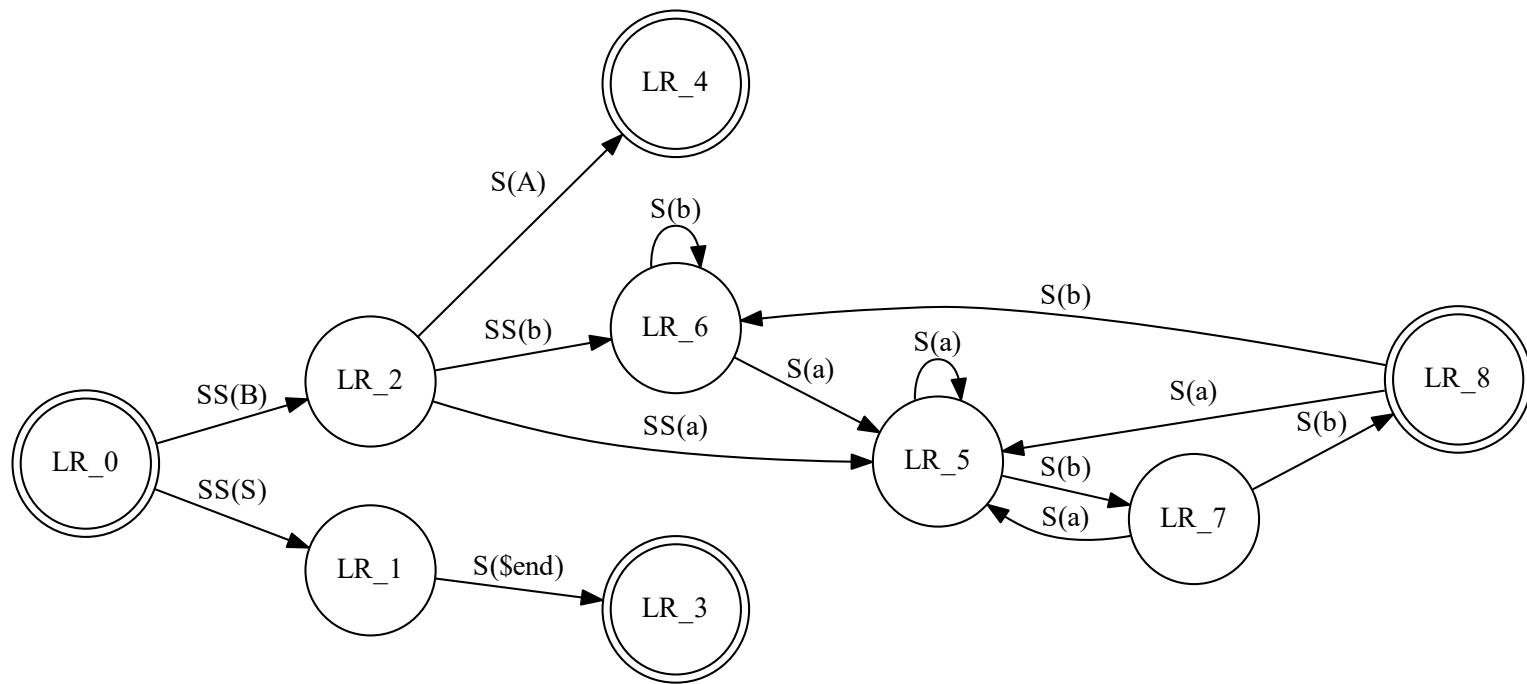 LR_4
S(A)
S(b)
S(b)
LR_6
SS(b)
S(a)
S(a)
LR_2
LR_8
SS(B)
S(a)
SS(a)
S(b)
LR_0
LR_5
S(b)
SS(S)
S(a)
LR_7
LR_1
S($end)
LR_3